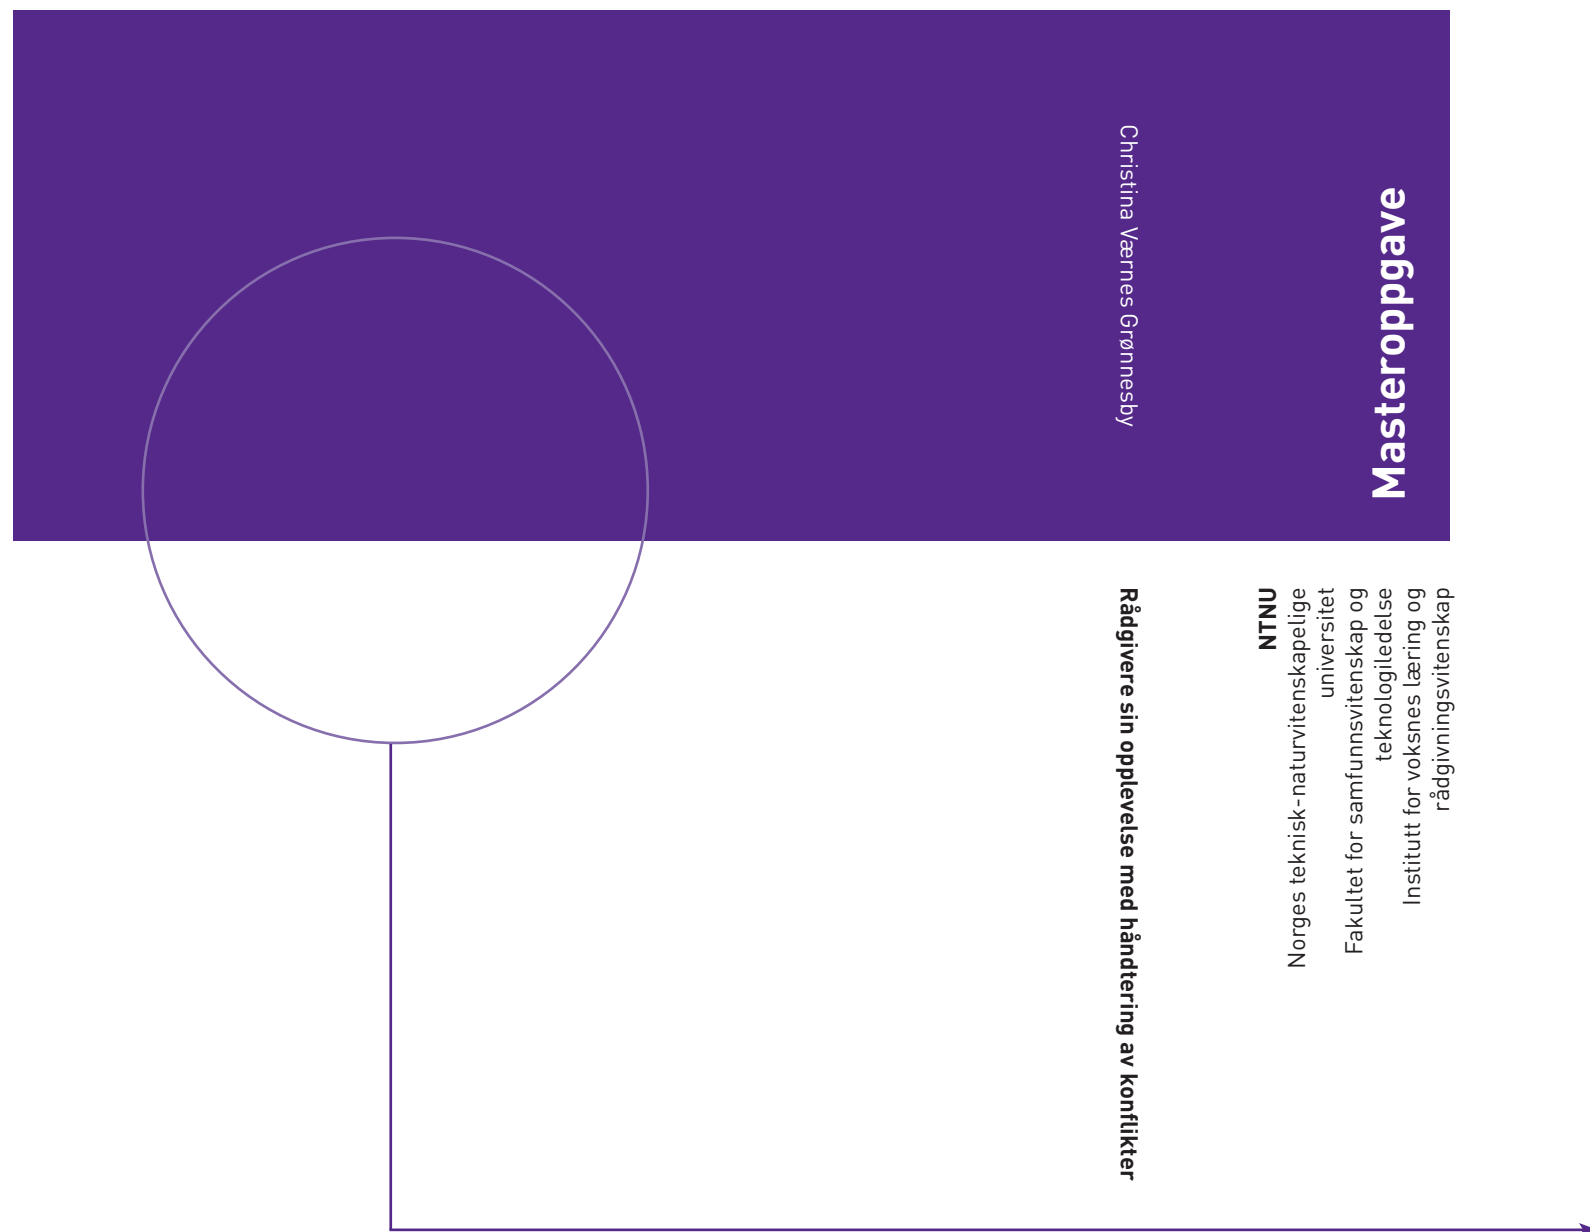 Masteroppgave
NTNU
Norges teknisk-naturvitenskapelige
universitet
Fakultet for samfunnsvitenskap og
teknologiledelse
Institutt for voksnes læring og
rådgivningsvitenskap
Christina Værnes Grønnesby
Rådgivere sin opplevelse med håndtering av konflikter